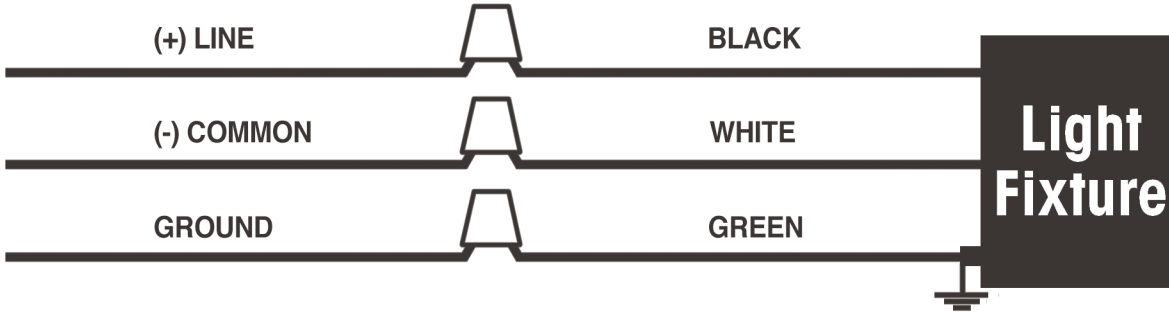 (+) LINE BLACK
(-) COMMON WHITE
Light
Fixture
GROUND GREEN